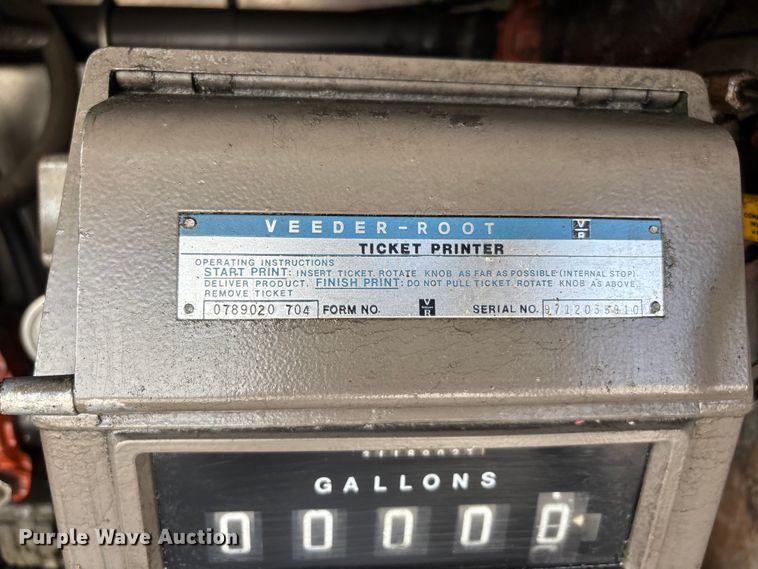 VEEDER-ROOT V R
TICKET PRINTER
OPERATING INSTRUCTIONS
START PRINT: INSERT TICKET. ROTATE KNOB AS FAR AS POSSIBLE (INTERNAL STOP).
DELIVER PRODUCT. FINISH PRINT: DO NOT PULL TICKET. ROTATE KNOB AS ABOVE.
REMOVE TICKET
0789020 704 FORM NO. V R SERIAL NO.
GALLONS
0 0 0 0 0
Purple Wave Auction